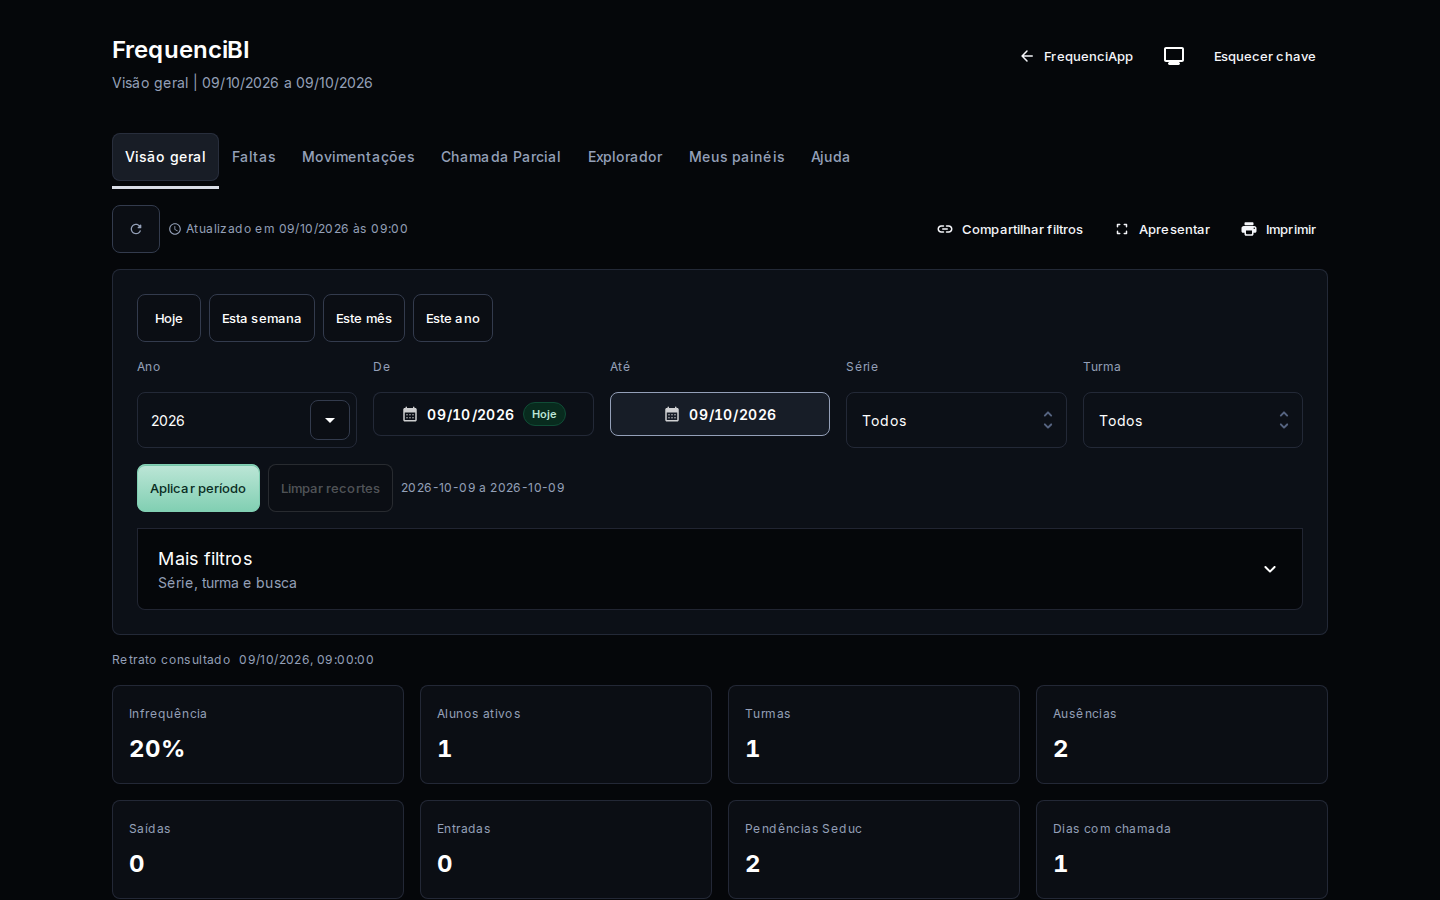 FrequenciBI
Visão geral | 09/10/2026 a 09/10/2026
FrequenciApp
Esquecer chave
Visão geral
Faltas
Movimentações
Chamada Parcial
Explorador
Meus painéis
Ajuda
Atualizado em 09/10/2026 às 09:00
Compartilhar filtros
Apresentar
Imprimir
Hoje
Esta semana
Este mês
Este ano
Ano
De
Até
Série
Turma
2026
09/10/2026 Hoje
09/10/2026
Todos
Todos
Aplicar período
Limpar recortes
2026-10-09 a 2026-10-09
Mais filtros
Série, turma e busca
Retrato consultado 09/10/2026, 09:00:00
Infrequência
20%
Alunos ativos
1
Turmas
1
Ausências
2
Saídas
0
Entradas
0
Pendências Seduc
2
Dias com chamada
1